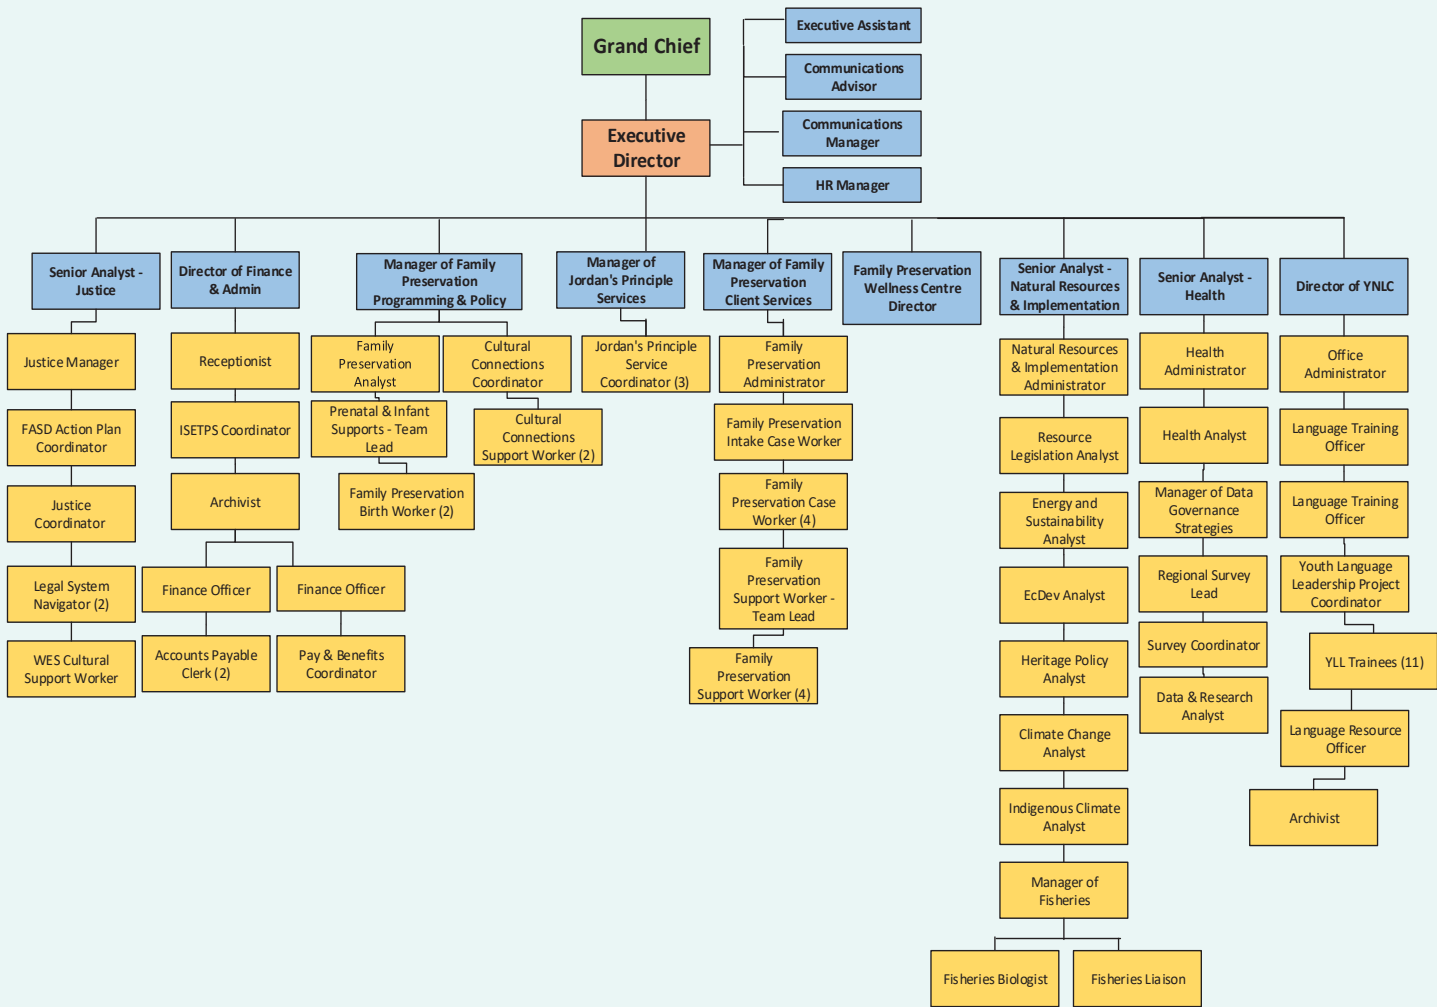 Grand Chief
Executive Assistant
Communications
Advisor
Communications
Manager
HR Manager
Executive
Director
Senior Analyst -
Justice
Justice Manager
FASD Action Plan
Coordinator
Justice
Coordinator
Legal System
Navigator (2)
WES Cultural
Support Worker
Director of Finance
& Admin
Receptionist
ISETPS Coordinator
Archivist
Finance Officer
Accounts Payable
Clerk (2)
Finance Officer
Pay & Benefits
Coordinator
Manager of Family
Preservation
Programming & Policy
Family
Preservation
Analyst
Prenatal & Infant
Supports - Team
Lead
Family Preservation
Birth Worker (2)
Cultural
Connections
Coordinator
Cultural
Connections
Support Worker (2)
Manager of
Jordan's Principle
Services
Jordan's Principle
Service
Coordinator (3)
Manager of Family
Preservation
Client Services
Family
Preservation
Administrator
Family Preservation
Intake Case Worker
Family
Preservation Case
Worker (4)
Family
Preservation
Support Worker -
Team Lead
Family
Preservation
Support Worker (4)
Family Preservation
Wellness Centre
Director
Senior Analyst -
Natural Resources
& Implementation
Natural Resources
& Implementation
Administrator
Resource
Legislation Analyst
Energy and
Sustainability
Analyst
EcDev Analyst
Heritage Policy
Analyst
Climate Change
Analyst
Indigenous Climate
Analyst
Manager of
Fisheries
Fisheries Biologist
Fisheries Liaison
Senior Analyst -
Health
Health
Administrator
Health Analyst
Manager of Data
Governance
Strategies
Regional Survey
Lead
Survey Coordinator
Data & Research
Analyst
Director of YNLC
Office
Administrator
Language Training
Officer
Language Training
Officer
Youth Language
Leadership Project
Coordinator
YLL Trainees (11)
Language Resource
Officer
Archivist